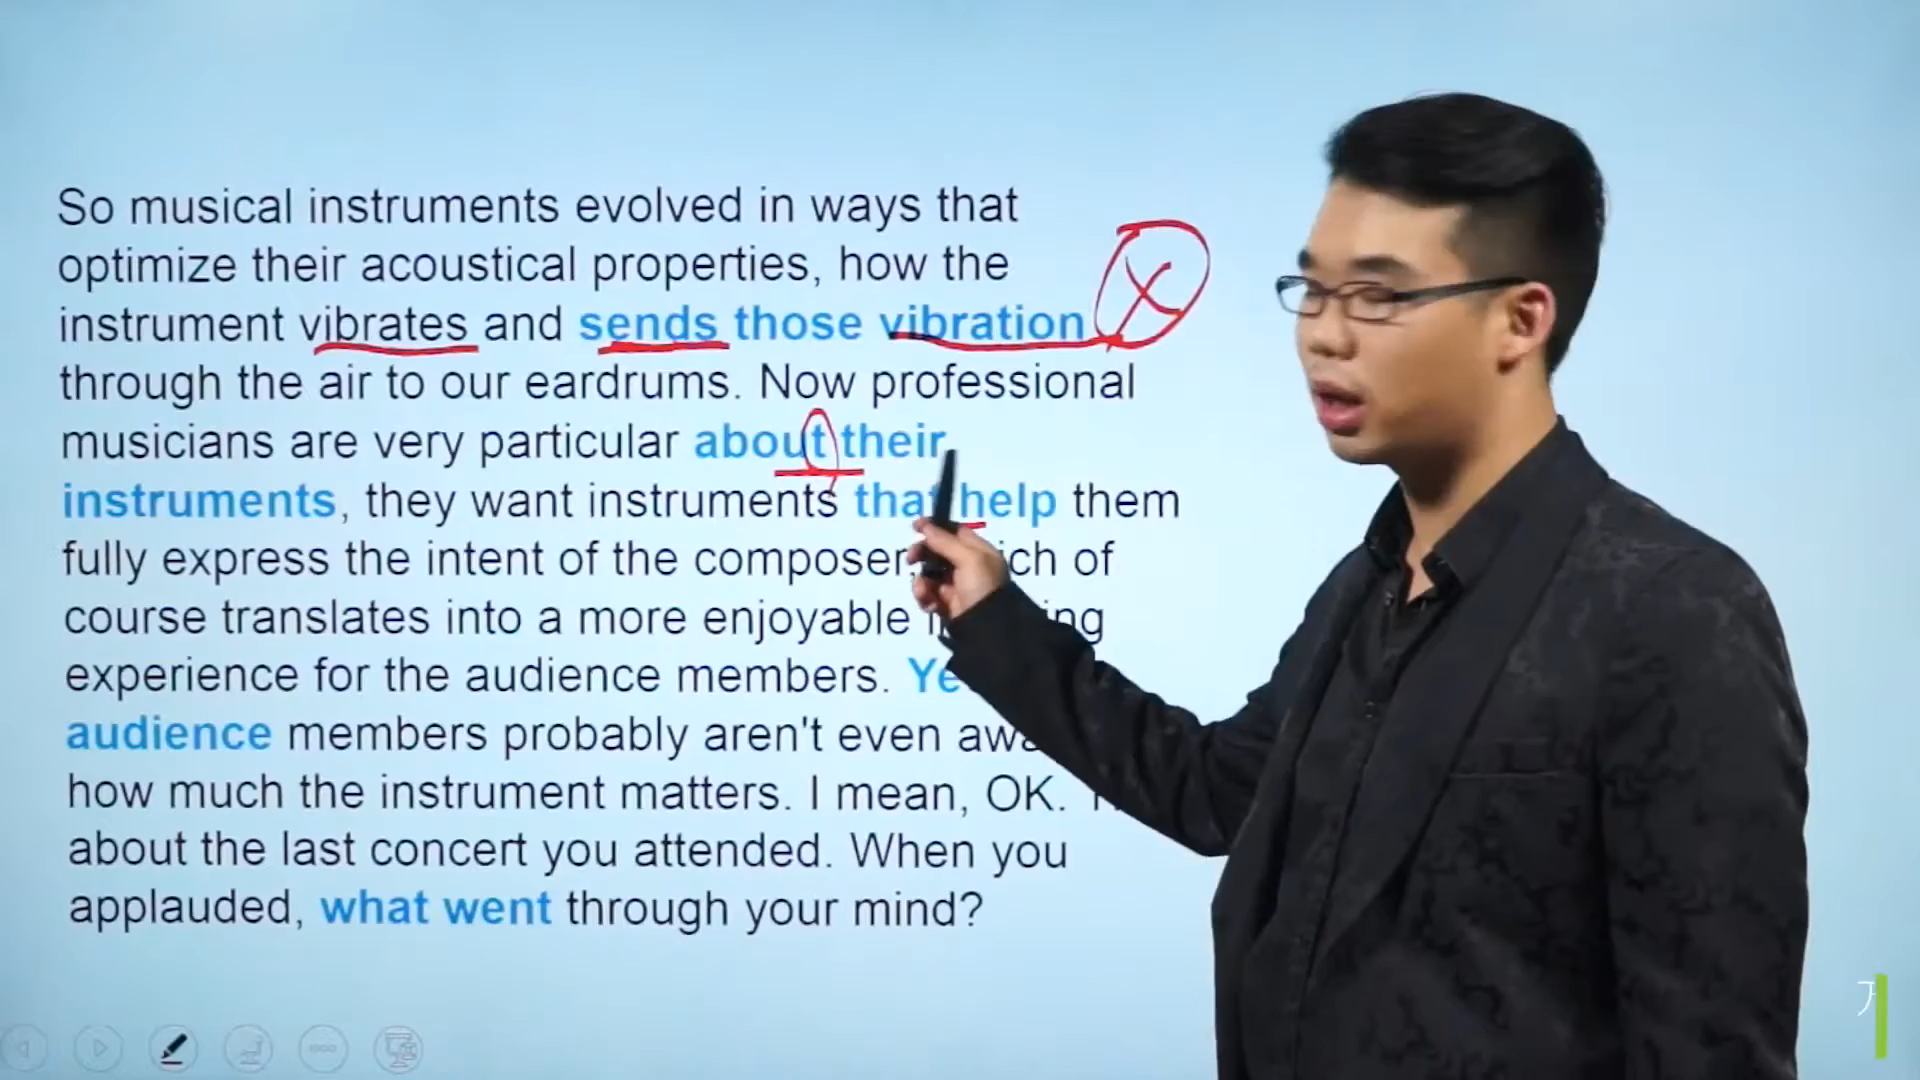 So musical instruments evolved in ways that
optimize their acoustical properties, how the
instrument vibrates and sends those vibration
through the air to our eardrums. Now professional
musicians are very particular about their
instruments, they want instruments that help them
fully express the intent of the composer, of
course translates into a more enjoyable
experience for the audience members.
audience members probably aren't even
how much the instrument matters. I mean, OK.
about the last concert you attended. When you
applauded, what went through your mind?